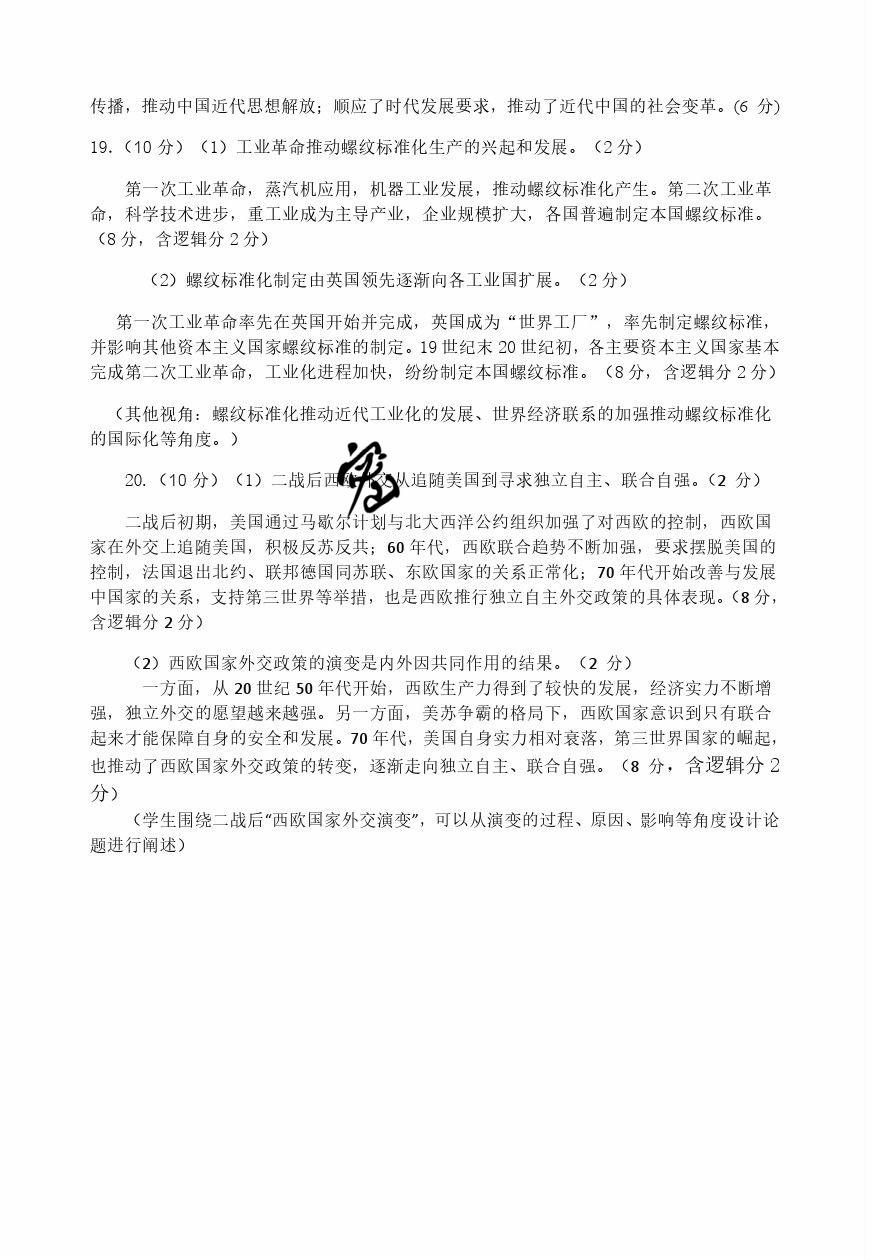 传播，推动中国近代思想解放；顺应了时代发展要求，推动了近代中国的社会变革。(6 分)
19.（10 分）（1）工业革命推动螺纹标准化生产的兴起和发展。（2 分）
第一次工业革命，蒸汽机应用，机器工业发展，推动螺纹标准化产生。第二次工业革
命，科学技术进步，重工业成为主导产业，企业规模扩大，各国普遍制定本国螺纹标准。
（8 分，含逻辑分 2 分）
（2）螺纹标准化制定由英国领先逐渐向各工业国扩展。（2 分）
第一次工业革命率先在英国开始并完成，英国成为“世界工厂”，率先制定螺纹标准，
并影响其他资本主义国家螺纹标准的制定。19 世纪末 20 世纪初，各主要资本主义国家基本
完成第二次工业革命，工业化进程加快，纷纷制定本国螺纹标准。（8 分，含逻辑分 2 分）
（其他视角：螺纹标准化推动近代工业化的发展、世界经济联系的加强推动螺纹标准化
的国际化等角度。）
20.（10 分）（1）二战后西欧外交从追随美国到寻求独立自主、联合自强。（2 分）
二战后初期，美国通过马歇尔计划与北大西洋公约组织加强了对西欧的控制，西欧国
家在外交上追随美国，积极反苏反共；60 年代，西欧联合趋势不断加强，要求摆脱美国的
控制，法国退出北约、联邦德国同苏联、东欧国家的关系正常化；70 年代开始改善与发展
中国家的关系，支持第三世界等举措，也是西欧推行独立自主外交政策的具体表现。（8 分，
含逻辑分 2 分）
（2）西欧国家外交政策的演变是内外因共同作用的结果。（2 分）
一方面，从 20 世纪 50 年代开始，西欧生产力得到了较快的发展，经济实力不断增
强，独立外交的愿望越来越强。另一方面，美苏争霸的格局下，西欧国家意识到只有联合
起来才能保障自身的安全和发展。70 年代，美国自身实力相对衰落，第三世界国家的崛起，
也推动了西欧国家外交政策的转变，逐渐走向独立自主、联合自强。（8 分，含逻辑分 2
分）
（学生围绕二战后“西欧国家外交演变”，可以从演变的过程、原因、影响等角度设计论
题进行阐述）